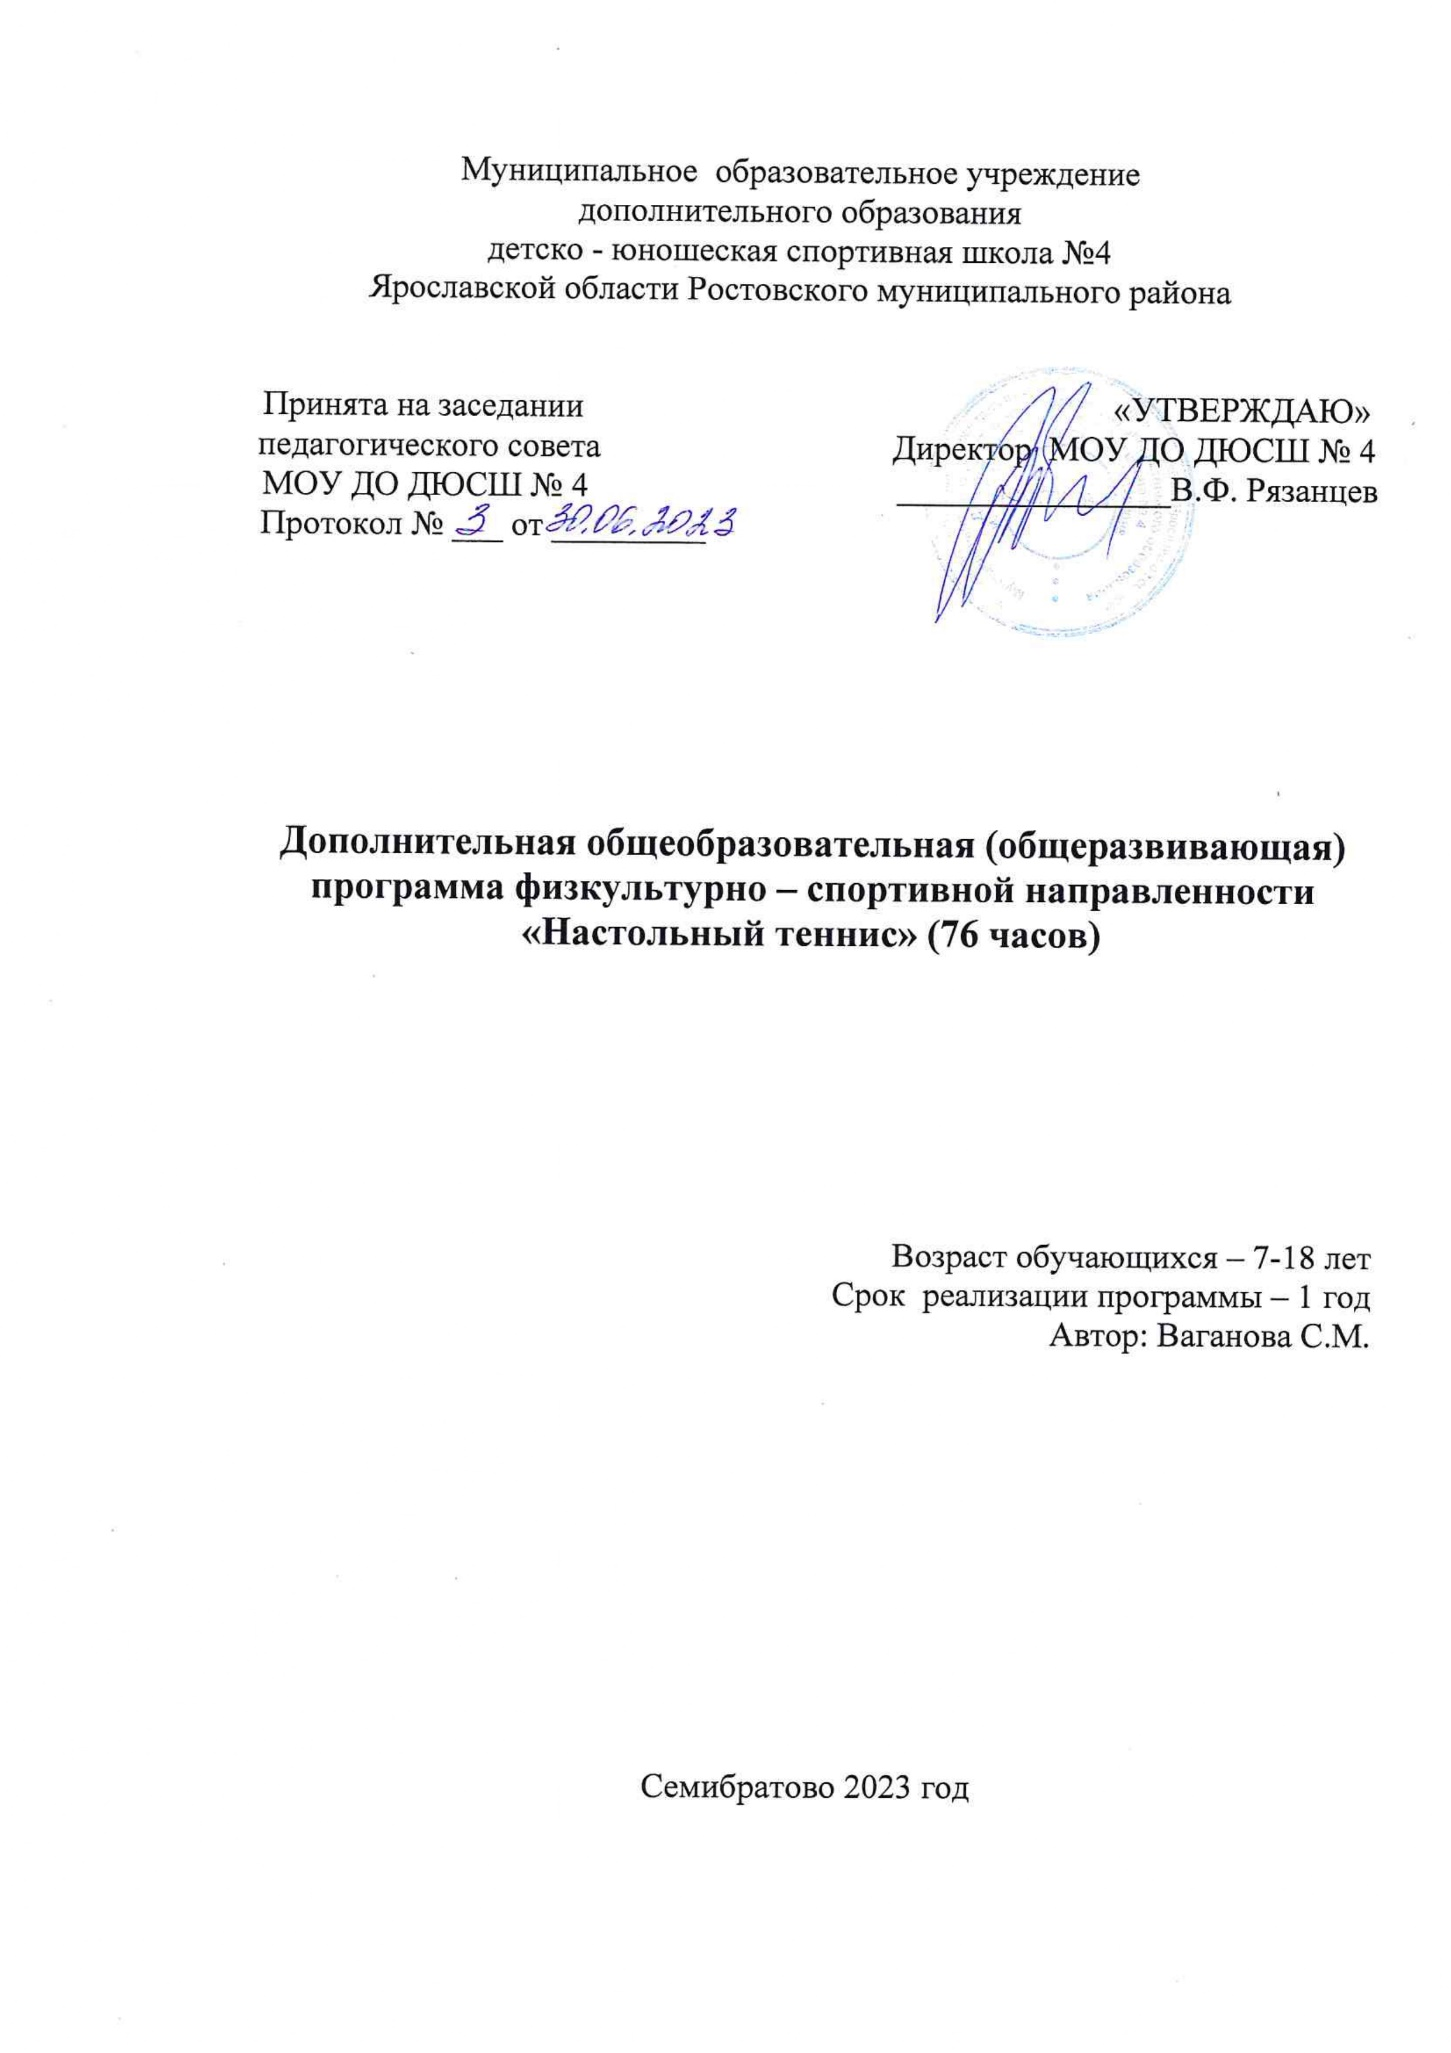 Муниципальное образовательное учреждение
дополнительного образования
детско - юношеская спортивная школа №4
Ярославской области Ростовского муниципального района
Принята на заседании
педагогического совета
МОУ ДО ДЮСШ № 4
Протокол № 3 от 30.06.2023
«УТВЕРЖДАЮ»
Директор МОУ ДО ДЮСШ № 4
В.Ф. Рязанцев
Дополнительная общеобразовательная (общеразвивающая)
программа физкультурно – спортивной направленности
«Настольный теннис» (76 часов)
Возраст обучающихся – 7-18 лет
Срок реализации программы – 1 год
Автор: Ваганова С.М.
Семибратово 2023 год